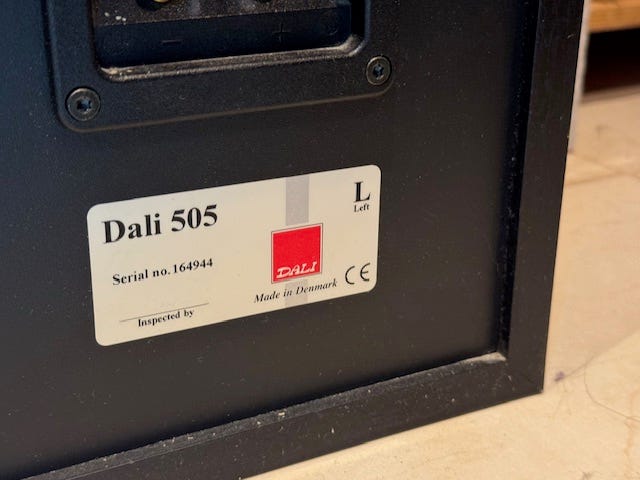 − +
Dali 505
L
Left
Serial no. 164944
DALI
Made in Denmark CE
Inspected by